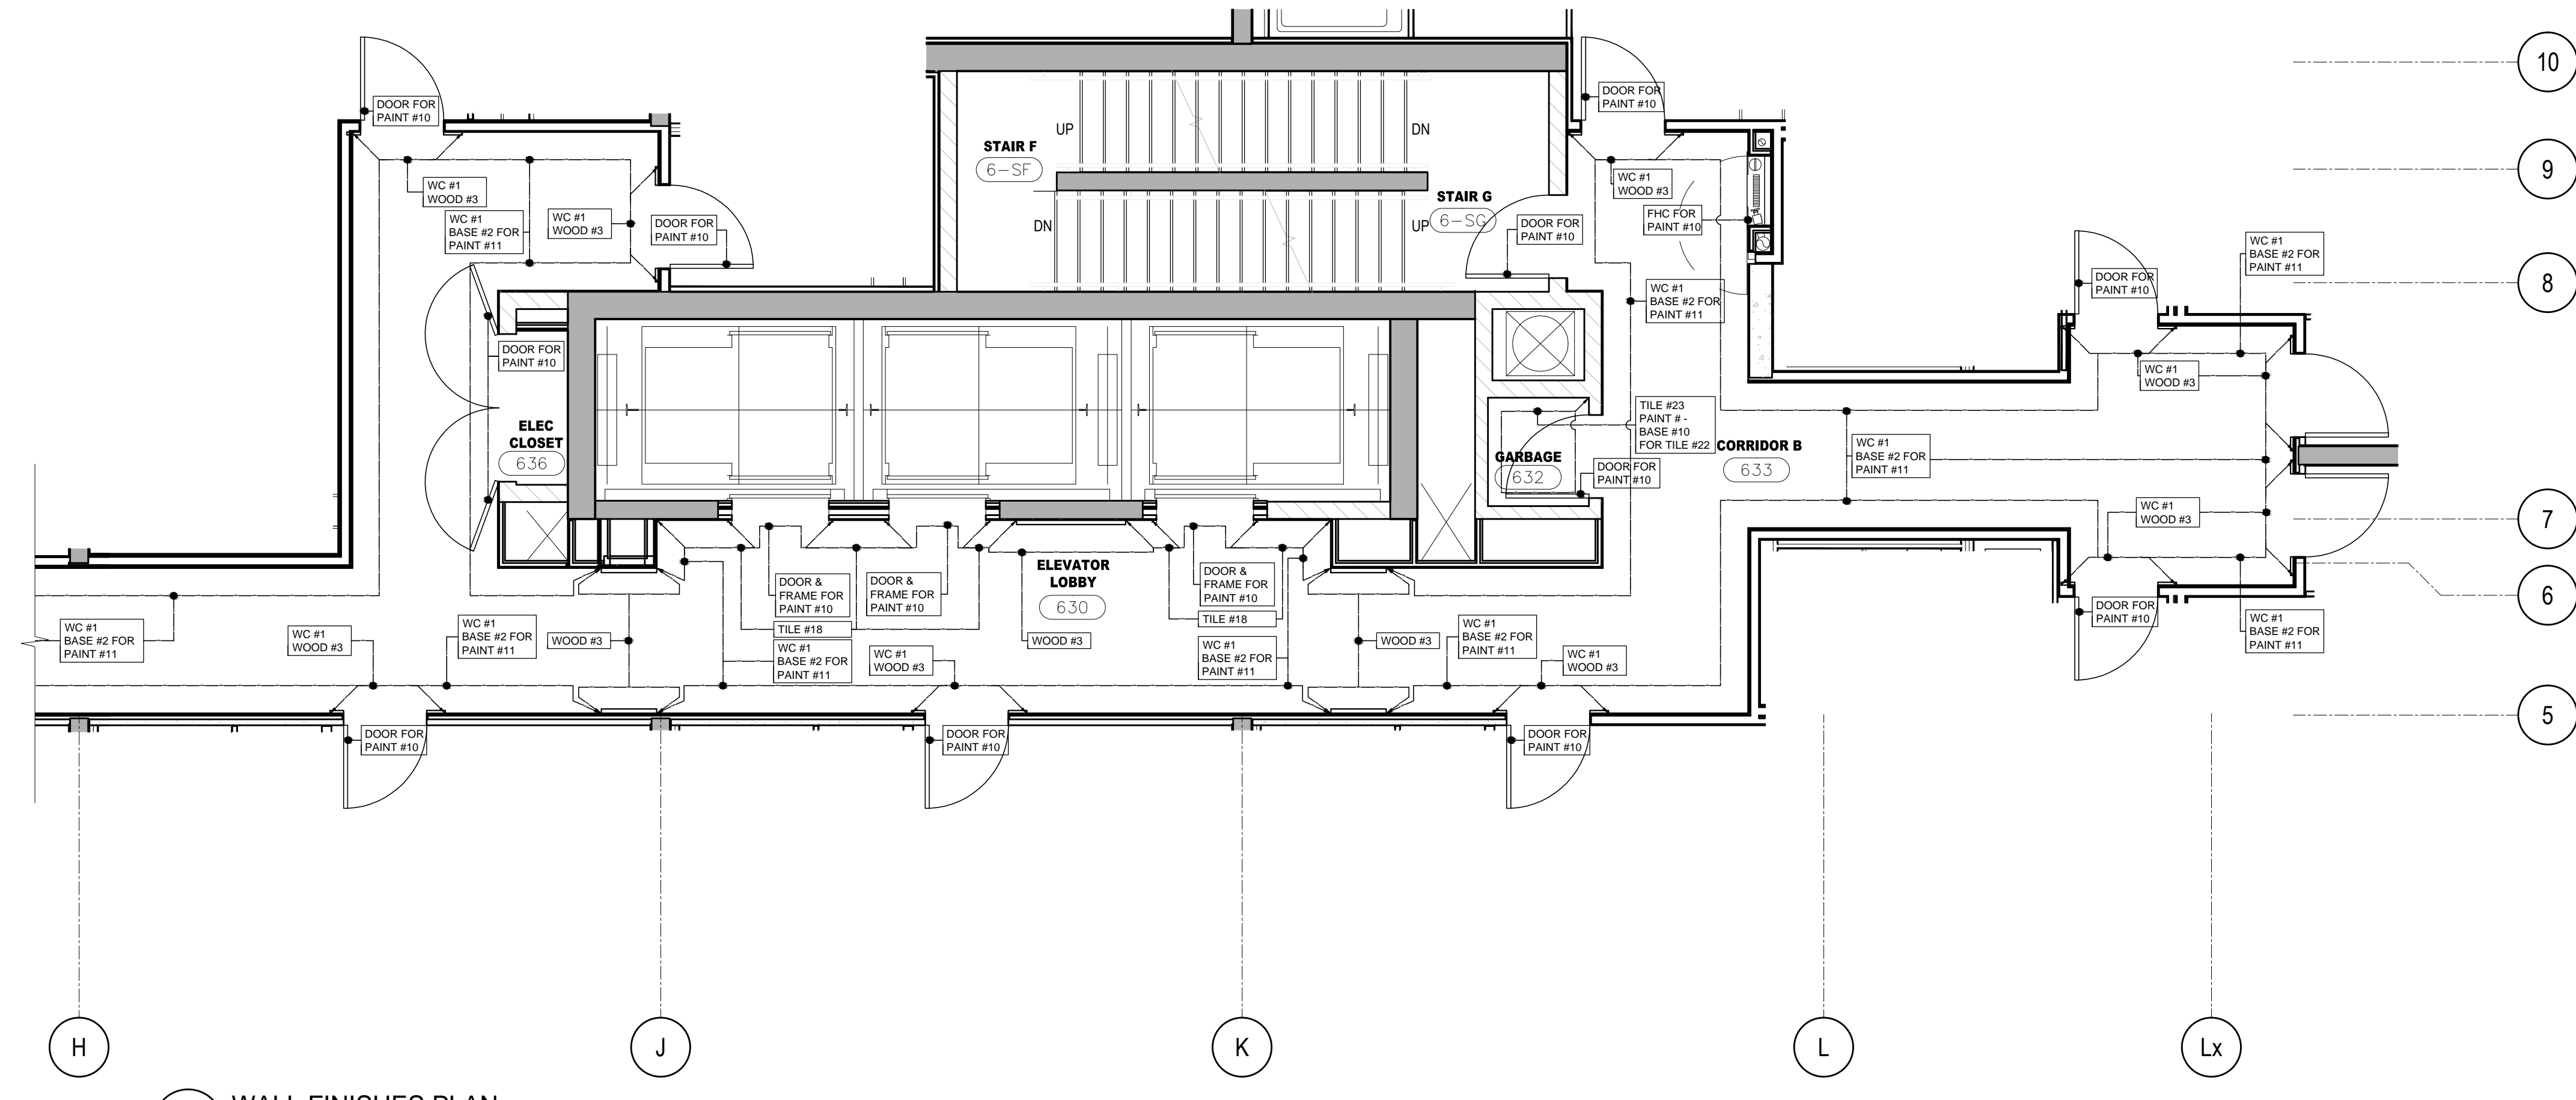 10
DOOR FOR
PAINT #10
DOOR FOR
PAINT #10
UP
DN
STAIR F
6-SF
9
WC #1
WOOD #3
WC #1
WOOD #3
STAIR G
6-SG
WC #1
BASE #2 FOR
PAINT #11
WC #1
WOOD #3
DOOR FOR
PAINT #10
DN
UP
DOOR FOR
PAINT #10
FHC FOR
PAINT #10
WC #1
BASE #2 FOR
PAINT #11
DOOR FOR
PAINT #10
8
WC #1
BASE #2 FOR
PAINT #11
DOOR FOR
PAINT #10
WC #1
WOOD #3
TILE #23
PAINT # -
BASE #10
FOR TILE #22
ELEC
CLOSET
636
GARBAGE
632
DOOR FOR
PAINT #10
CORRIDOR B
633
WC #1
BASE #2 FOR
PAINT #11
WC #1
WOOD #3
7
ELEVATOR
LOBBY
630
DOOR &
FRAME FOR
PAINT #10
DOOR &
FRAME FOR
PAINT #10
DOOR &
FRAME FOR
PAINT #10
6
DOOR FOR
PAINT #10
TILE #18
TILE #18
WC #1
BASE #2 FOR
PAINT #11
WC #1
BASE #2 FOR
PAINT #11
WC #1
WOOD #3
WC #1
BASE #2 FOR
PAINT #11
WOOD #3
WC #1
BASE #2 FOR
PAINT #11
WC #1
WOOD #3
WOOD #3
WC #1
BASE #2 FOR
PAINT #11
WOOD #3
WC #1
BASE #2 FOR
PAINT #11
WC #1
WOOD #3
5
DOOR FOR
PAINT #10
DOOR FOR
PAINT #10
DOOR FOR
PAINT #10
H
J
K
L
Lx
WALL FINISHES PLAN